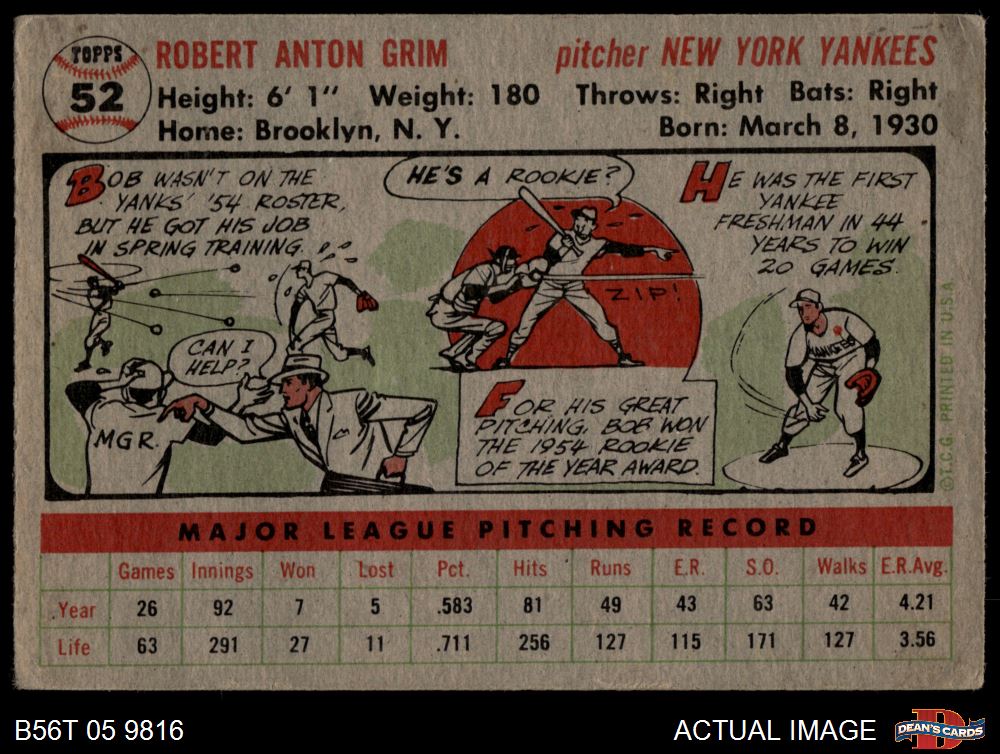 TOPPS
52
ROBERT ANTON GRIM
pitcher NEW YORK YANKEES
Height: 6' 1" Weight: 180 Throws: Right Bats: Right
Home: Brooklyn, N. Y.
Born: March 8, 1930
BOB WASN'T ON THE
YANKS' '54 ROSTER,
BUT HE GOT HIS JOB
IN SPRING TRAINING.
CAN I
HELP?
MGR.
HE'S A ROOKIE?
ZIP!
FOR HIS GREAT
PITCHING, BOB WON
THE 1954 ROOKIE
OF THE YEAR AWARD.
HE WAS THE FIRST
YANKEE
FRESHMAN IN 44
YEARS TO WIN
20 GAMES.
YANKEES
©T.C.G. PRINTED IN U.S.A.
MAJOR LEAGUE PITCHING RECORD
Games Innings Won Lost Pct. Hits Runs E.R. S.O. Walks E.R.Avg.
Year 26 92 7 5 .583 81 49 43 63 42 4.21
Life 63 291 27 11 .711 256 127 115 171 127 3.56
B56T 05 9816
ACTUAL IMAGE
D
DEAN'S CARDS